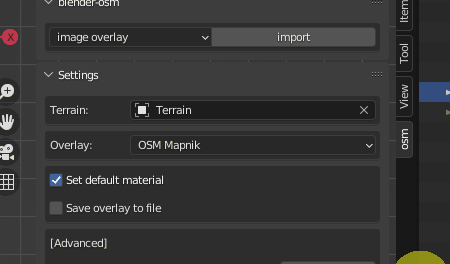 blender-osm
image overlay
import
Settings
Terrain:
Terrain
Overlay:
OSM Mapnik
Set default material
Save overlay to file
[Advanced]
X
Item
Tool
View
osm